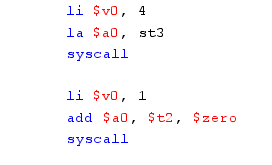 li $v0, 4
la $a0, st3
syscall
li $v0, 1
add $a0, $t2, $zero
syscall